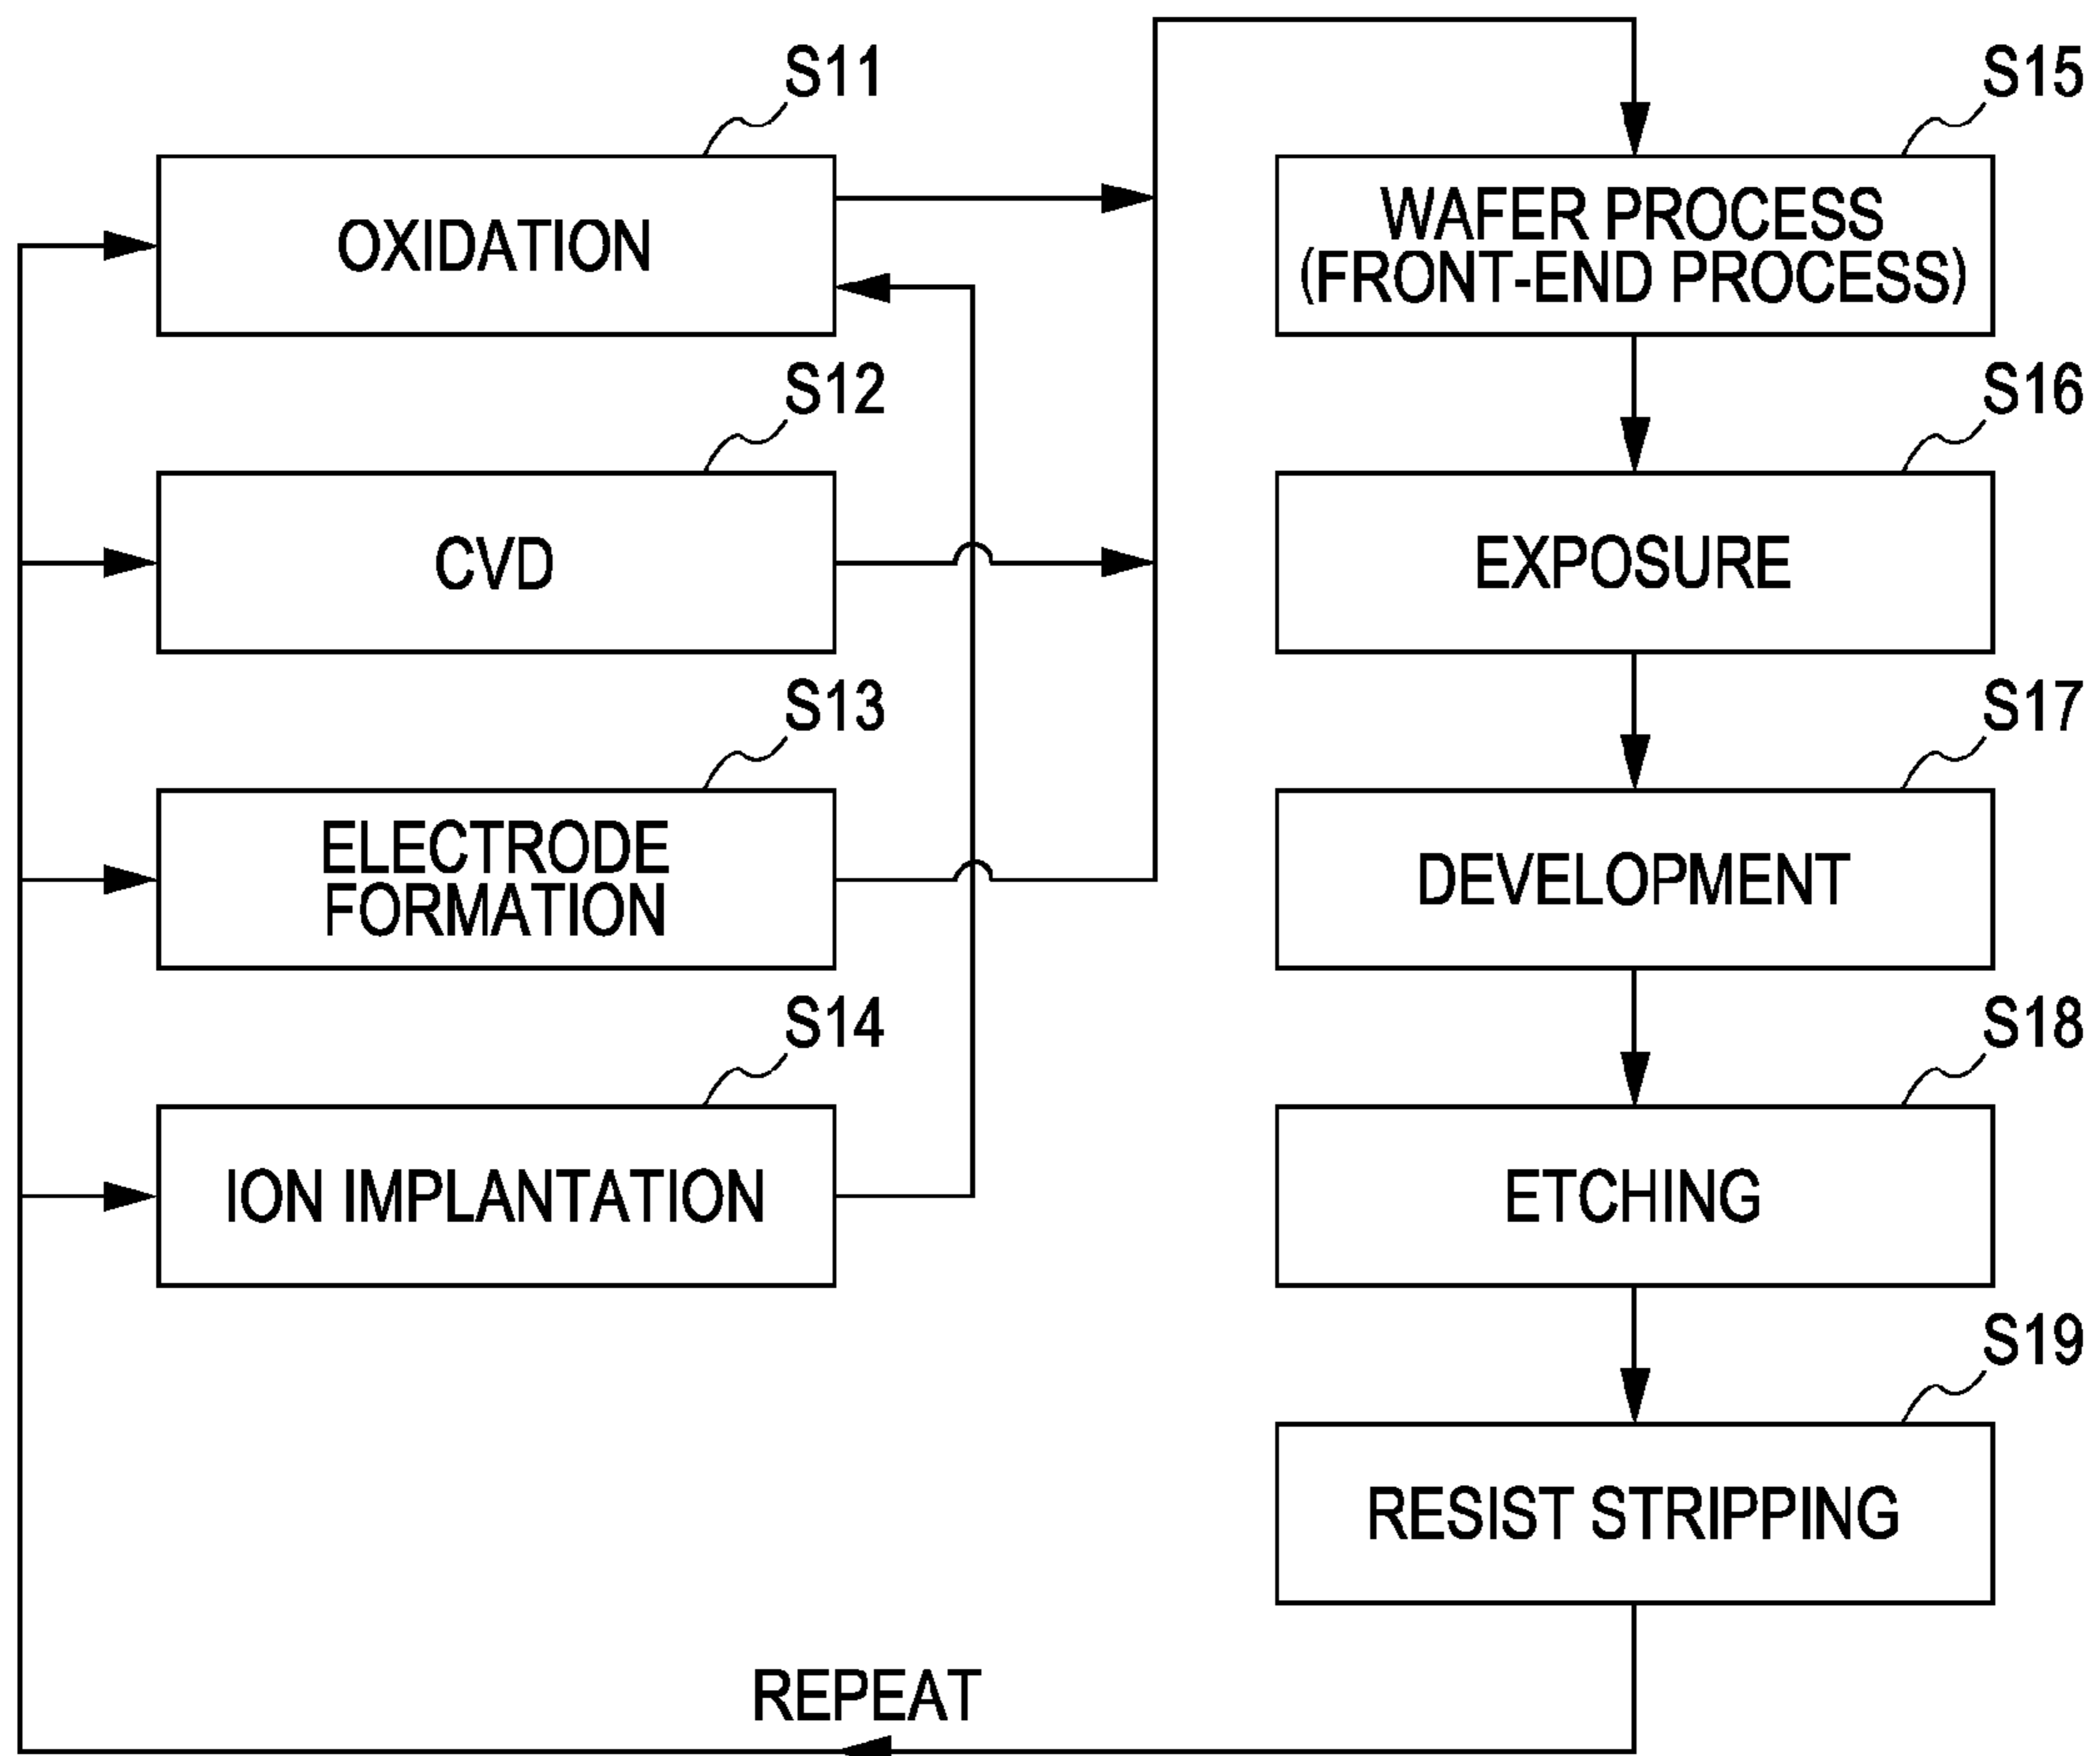 S11
OXIDATION
S12
CVD
S13
ELECTRODE
FORMATION
S14
ION IMPLANTATION
S15
WAFER PROCESS
(FRONT-END PROCESS)
S16
EXPOSURE
S17
DEVELOPMENT
S18
ETCHING
S19
RESIST STRIPPING
REPEAT